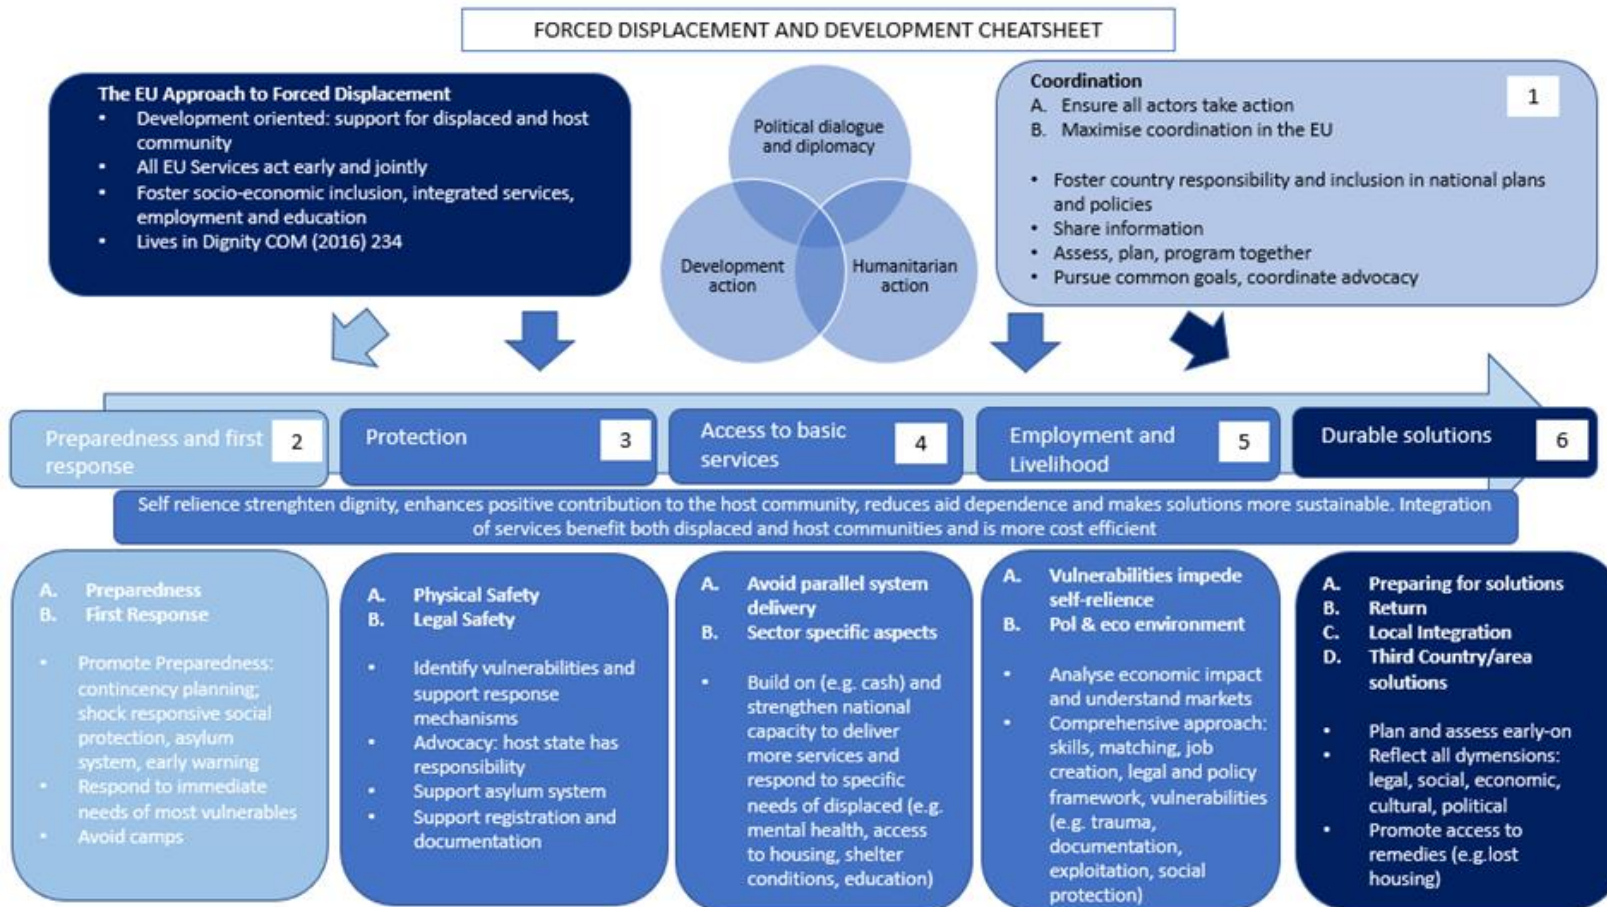 FORCED DISPLACEMENT AND DEVELOPMENT CHEATSHEET
The EU Approach to Forced Displacement
• Development oriented: support for displaced and host
community
• All EU Services act early and jointly
• Foster socio-economic inclusion, integrated services,
employment and education
• Lives in Dignity COM (2016) 234
Political dialogue
and diplomacy
Development
action
Humanitarian
action
Coordination
1
A. Ensure all actors take action
B. Maximise coordination in the EU
• Foster country responsibility and inclusion in national plans
and policies
• Share information
• Assess, plan, program together
• Pursue common goals, coordinate advocacy
Preparedness and first
response
2
Protection
3
Access to basic
services
4
Employment and
Livelihood
5
Durable solutions
6
Self relience strenghten dignity, enhances positive contribution to the host community, reduces aid dependence and makes solutions more sustainable. Integration
of services benefit both displaced and host communities and is more cost efficient
A. Preparedness
B. First Response
• Promote Preparedness:
contincency planning;
shock responsive social
protection, asylum
system, early warning
• Respond to immediate
needs of most vulnerables
• Avoid camps
A. Physical Safety
B. Legal Safety
• Identify vulnerabilities and
support response
mechanisms
• Advocacy: host state has
responsibility
• Support asylum system
• Support registration and
documentation
A. Avoid parallel system
delivery
B. Sector specific aspects
• Build on (e.g. cash) and
strengthen national
capacity to deliver
more services and
respond to specific
needs of displaced (e.g.
mental health, access
to housing, shelter
conditions, education)
A. Vulnerabilities impede
self-relience
B. Pol & eco environment
• Analyse economic impact
and understand markets
• Comprehensive approach:
skills, matching, job
creation, legal and policy
framework, vulnerabilities
(e.g. trauma,
documentation,
exploitation, social
protection)
A. Preparing for solutions
B. Return
C. Local Integration
D. Third Country/area
solutions
• Plan and assess early-on
• Reflect all dymensions:
legal, social, economic,
cultural, political
• Promote access to
remedies (e.g.lost
housing)